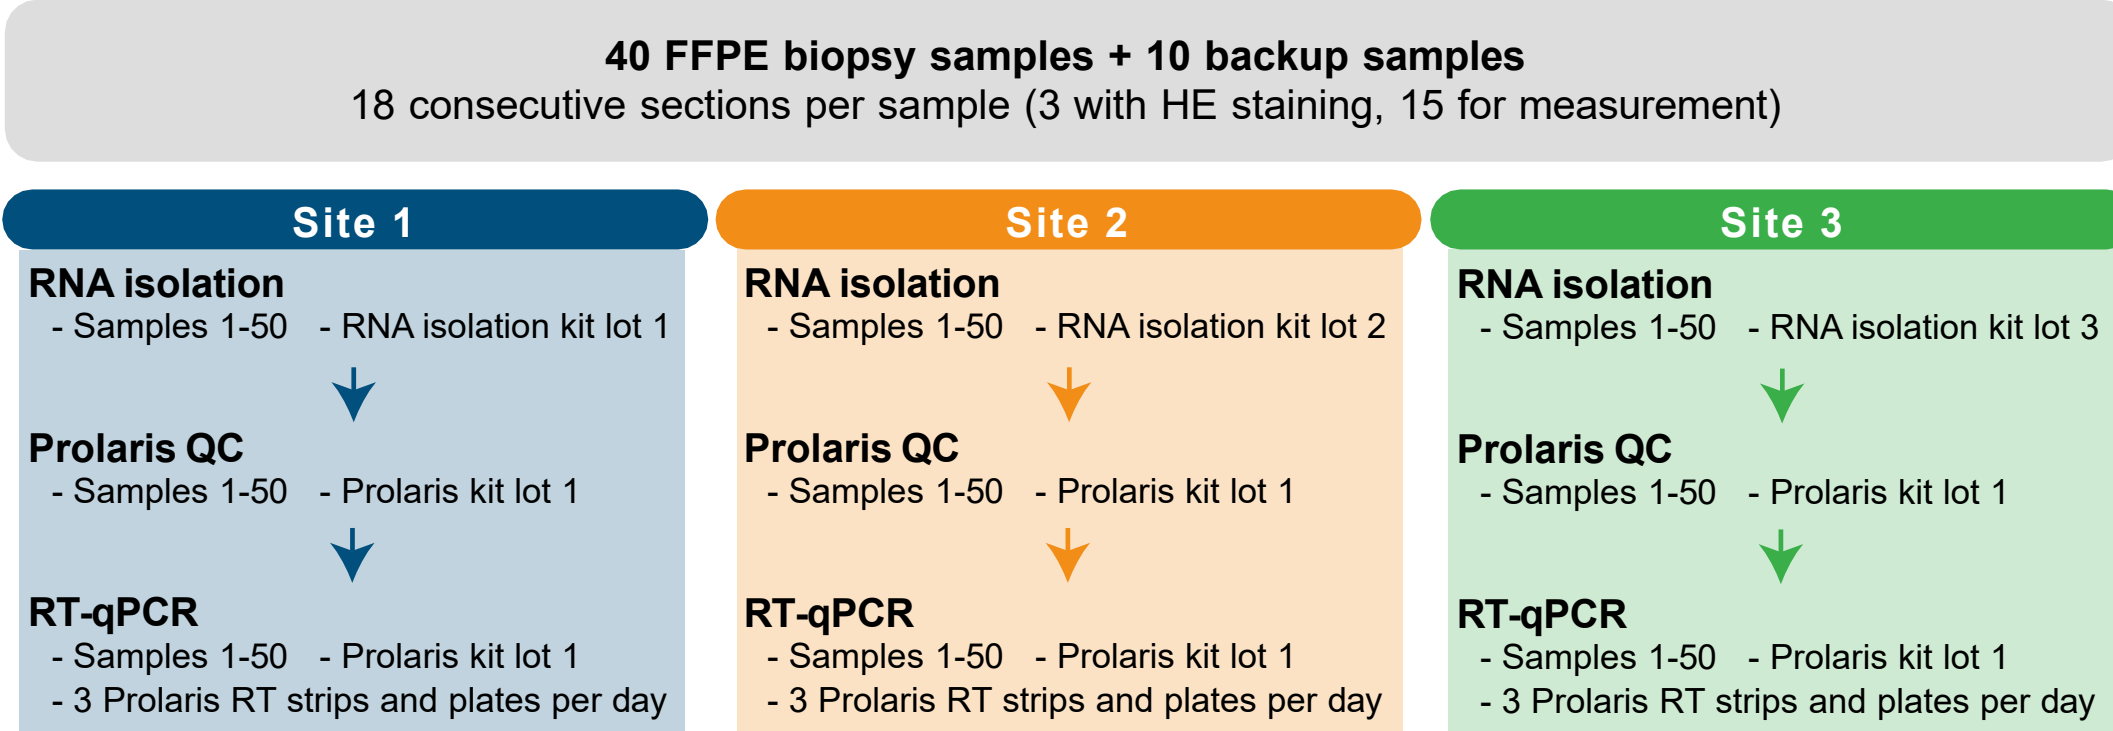 40 FFPE biopsy samples + 10 backup samples
18 consecutive sections per sample (3 with HE staining, 15 for measurement)
Site 1
RNA isolation
- Samples 1-50 - RNA isolation kit lot 1
Prolaris QC
- Samples 1-50 - Prolaris kit lot 1
RT-qPCR
- Samples 1-50 - Prolaris kit lot 1
- 3 Prolaris RT strips and plates per day
Site 2
RNA isolation
- Samples 1-50 - RNA isolation kit lot 2
Prolaris QC
- Samples 1-50 - Prolaris kit lot 1
RT-qPCR
- Samples 1-50 - Prolaris kit lot 1
- 3 Prolaris RT strips and plates per day
Site 3
RNA isolation
- Samples 1-50 - RNA isolation kit lot 3
Prolaris QC
- Samples 1-50 - Prolaris kit lot 1
RT-qPCR
- Samples 1-50 - Prolaris kit lot 1
- 3 Prolaris RT strips and plates per day